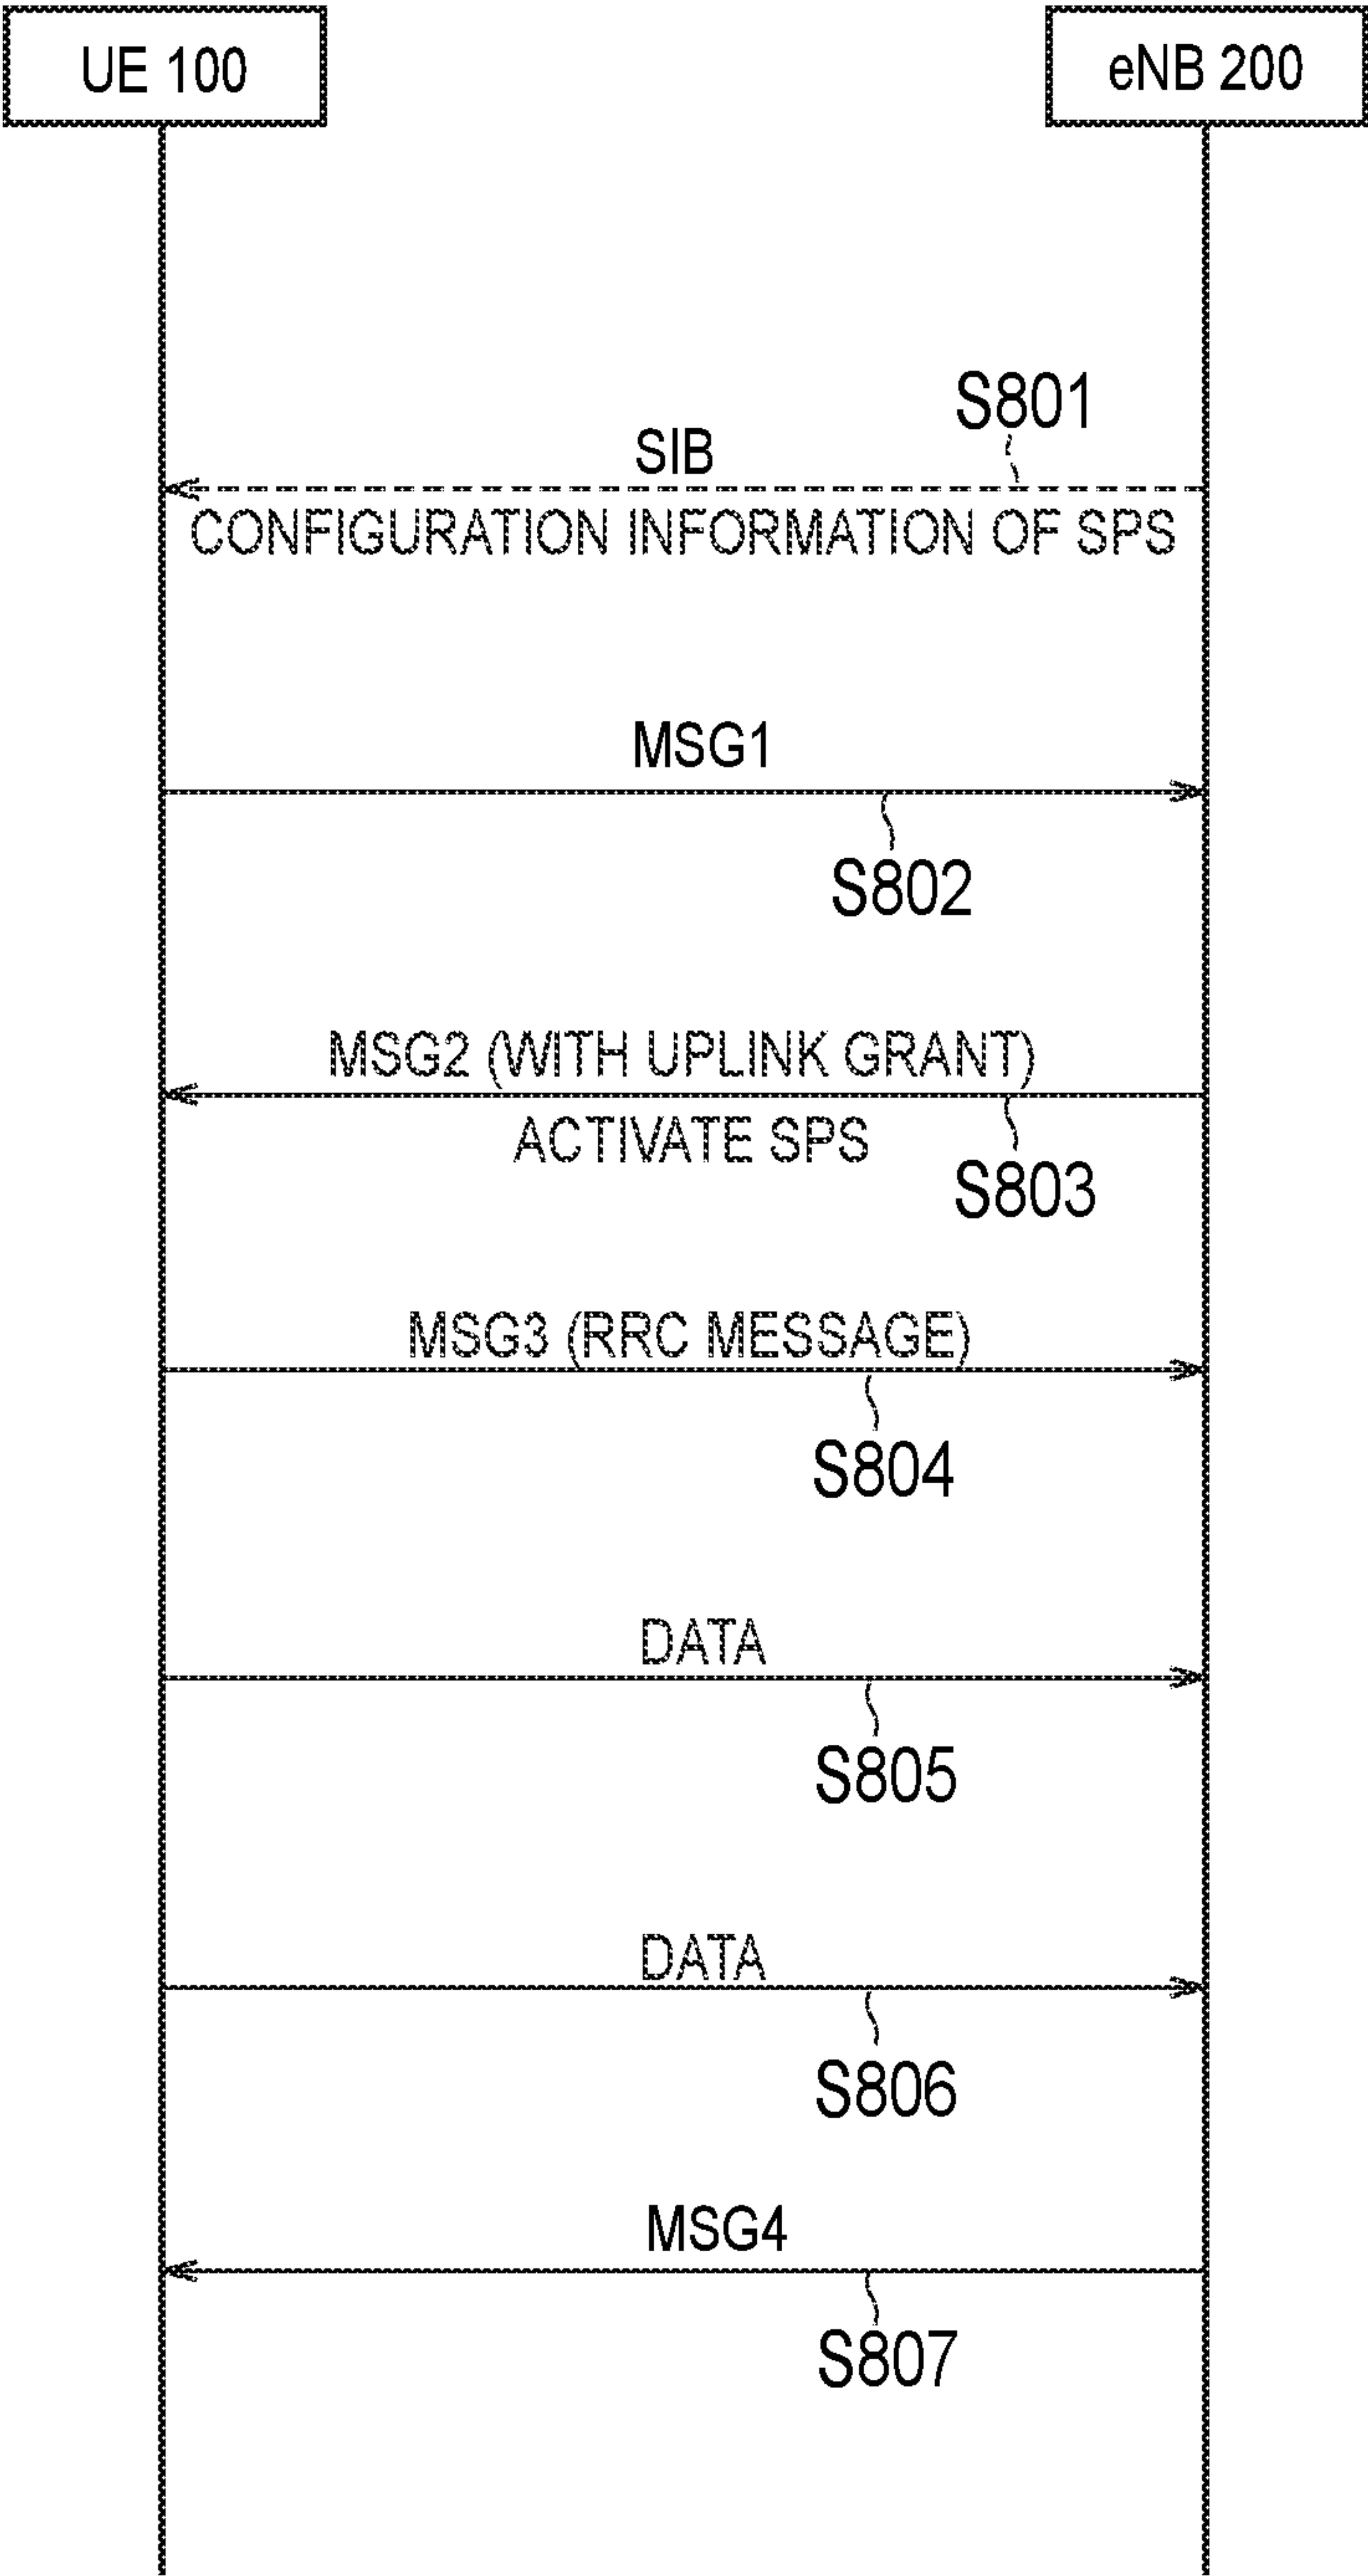 UE 100
eNB 200
S801
SIB
CONFIGURATION INFORMATION OF SPS
MSG1
S802
MSG2 (WITH UPLINK GRANT)
ACTIVATE SPS
S803
MSG3 (RRC MESSAGE)
S804
DATA
S805
DATA
S806
MSG4
S807